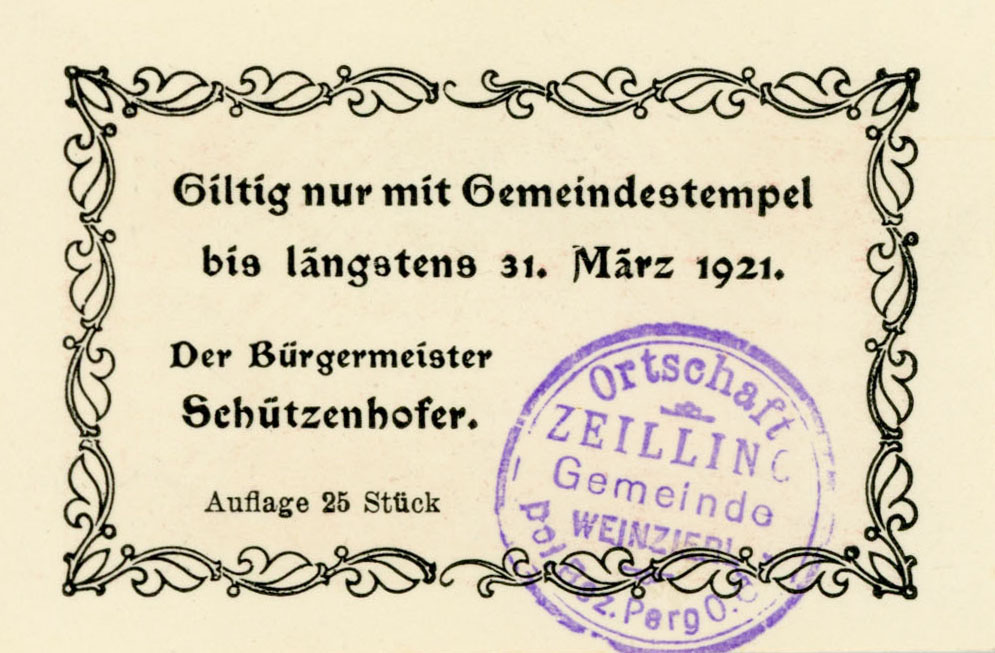 Giltig nur mit Gemeindestempel
bis längstens 31. März 1921.
Der Bürgermeister
Schützenhofer.
Auflage 25 Stück
Ortschaft
ZEILLING
Gemeinde
WEINZIERL
pol. Bez. Perg O.